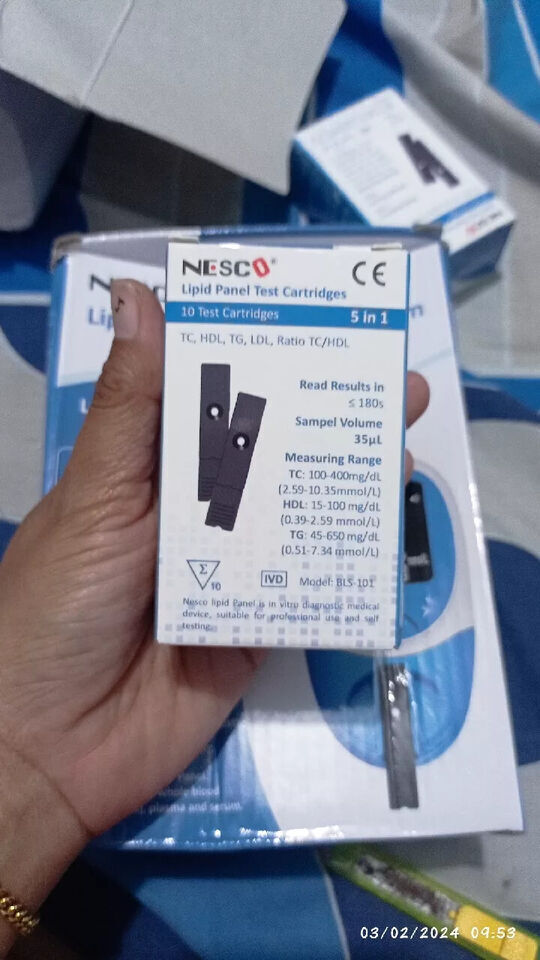 NESCO®
CE
Lipid Panel Test Cartridges
10 Test Cartridges 5 in 1
TC, HDL, TG, LDL, Ratio TC/HDL
Read Results in
≤ 180s
Sampel Volume
35µL
Measuring Range
TC: 100-400mg/dL
(2.59-10.35mmol/L)
HDL: 15-100 mg/dL
(0.39-2.59 mmol/L)
TG: 45-650 mg/dL
(0.51-7.34 mmol/L)
Σ
10
IVD Model: BLS-101
Nesco lipid Panel is in vitro diagnostic medical
device, suitable for professional use and self
testing.
whole blood
plasma and serum.
03/02/2024 09:53